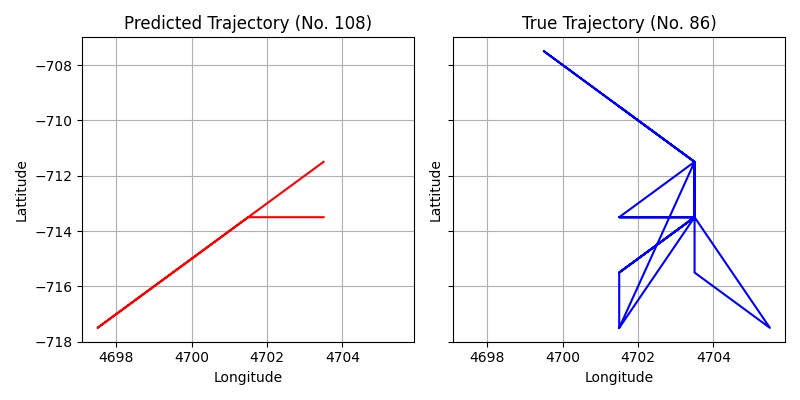 Predicted Trajectory (No. 108)
True Trajectory (No. 86)
Lattitude
−708
−710
−712
−714
−716
−718
4698
4700
4702
4704
Longitude
Lattitude
4698
4700
4702
4704
Longitude